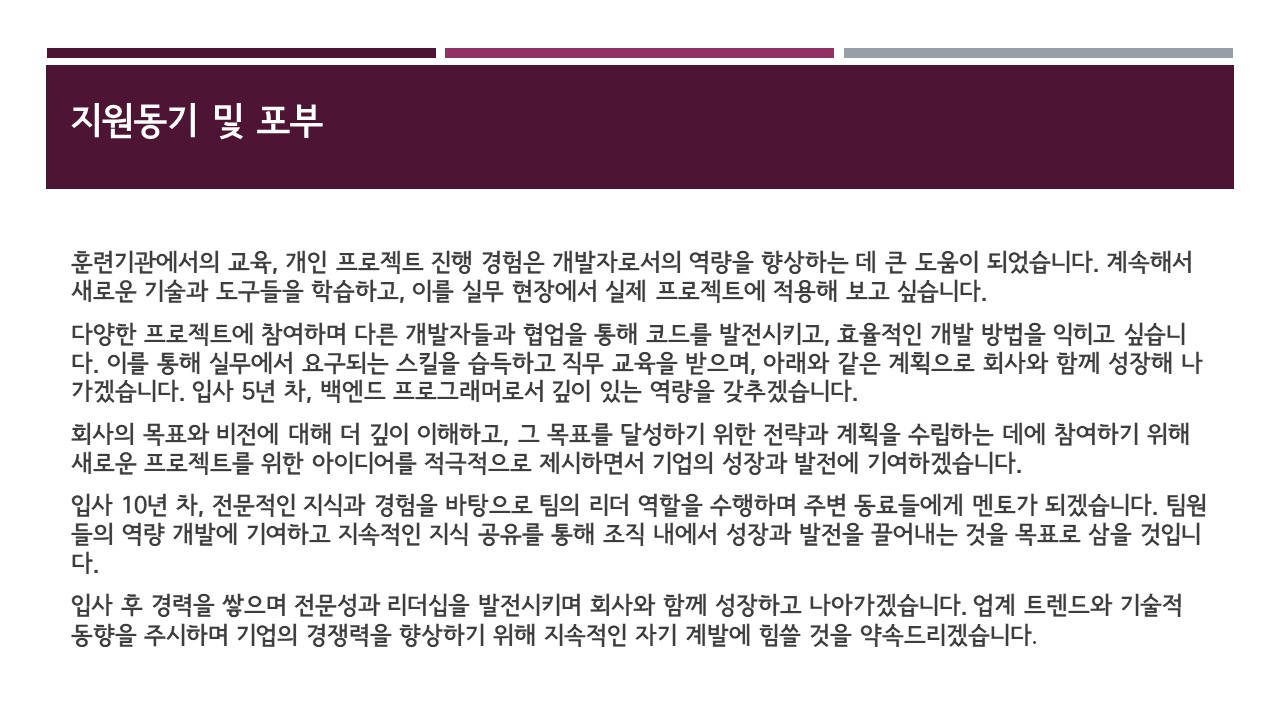 지원동기 및 포부
훈련기관에서의 교육, 개인 프로젝트 진행 경험은 개발자로서의 역량을 향상하는 데 큰 도움이 되었습니다. 계속해서
새로운 기술과 도구들을 학습하고, 이를 실무 현장에서 실제 프로젝트에 적용해 보고 싶습니다.
다양한 프로젝트에 참여하며 다른 개발자들과 협업을 통해 코드를 발전시키고, 효율적인 개발 방법을 익히고 싶습니
다. 이를 통해 실무에서 요구되는 스킬을 습득하고 직무 교육을 받으며, 아래와 같은 계획으로 회사와 함께 성장해 나
가겠습니다. 입사 5년 차, 백엔드 프로그래머로서 깊이 있는 역량을 갖추겠습니다.
회사의 목표와 비전에 대해 더 깊이 이해하고, 그 목표를 달성하기 위한 전략과 계획을 수립하는 데에 참여하기 위해
새로운 프로젝트를 위한 아이디어를 적극적으로 제시하면서 기업의 성장과 발전에 기여하겠습니다.
입사 10년 차, 전문적인 지식과 경험을 바탕으로 팀의 리더 역할을 수행하며 주변 동료들에게 멘토가 되겠습니다. 팀원
들의 역량 개발에 기여하고 지속적인 지식 공유를 통해 조직 내에서 성장과 발전을 끌어내는 것을 목표로 삼을 것입니
다.
입사 후 경력을 쌓으며 전문성과 리더십을 발전시키며 회사와 함께 성장하고 나아가겠습니다. 업계 트렌드와 기술적
동향을 주시하며 기업의 경쟁력을 향상하기 위해 지속적인 자기 계발에 힘쓸 것을 약속드리겠습니다.